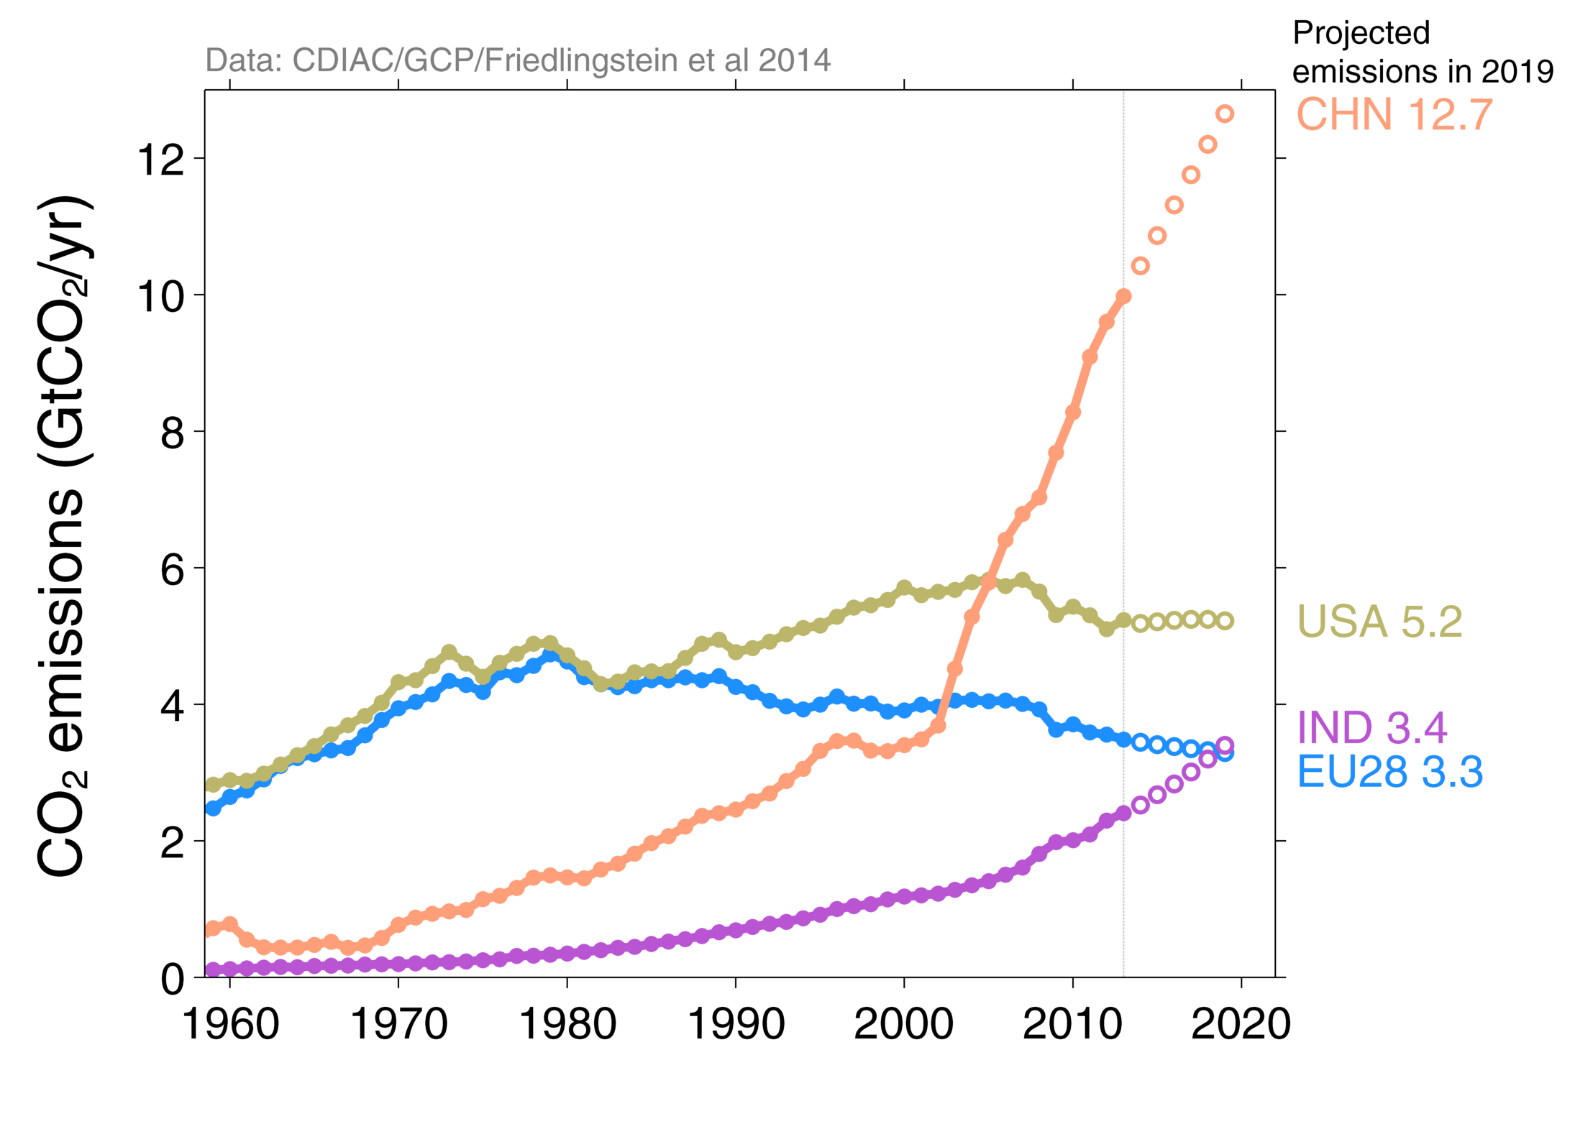 Projected
emissions in 2019
Data: CDIAC/GCP/Friedlingstein et al 2014
CHN 12.7
USA 5.2
IND 3.4
EU28 3.3
CO₂ emissions (GtCO₂/yr)
12
10
8
6
4
2
0
1960 1970 1980 1990 2000 2010 2020